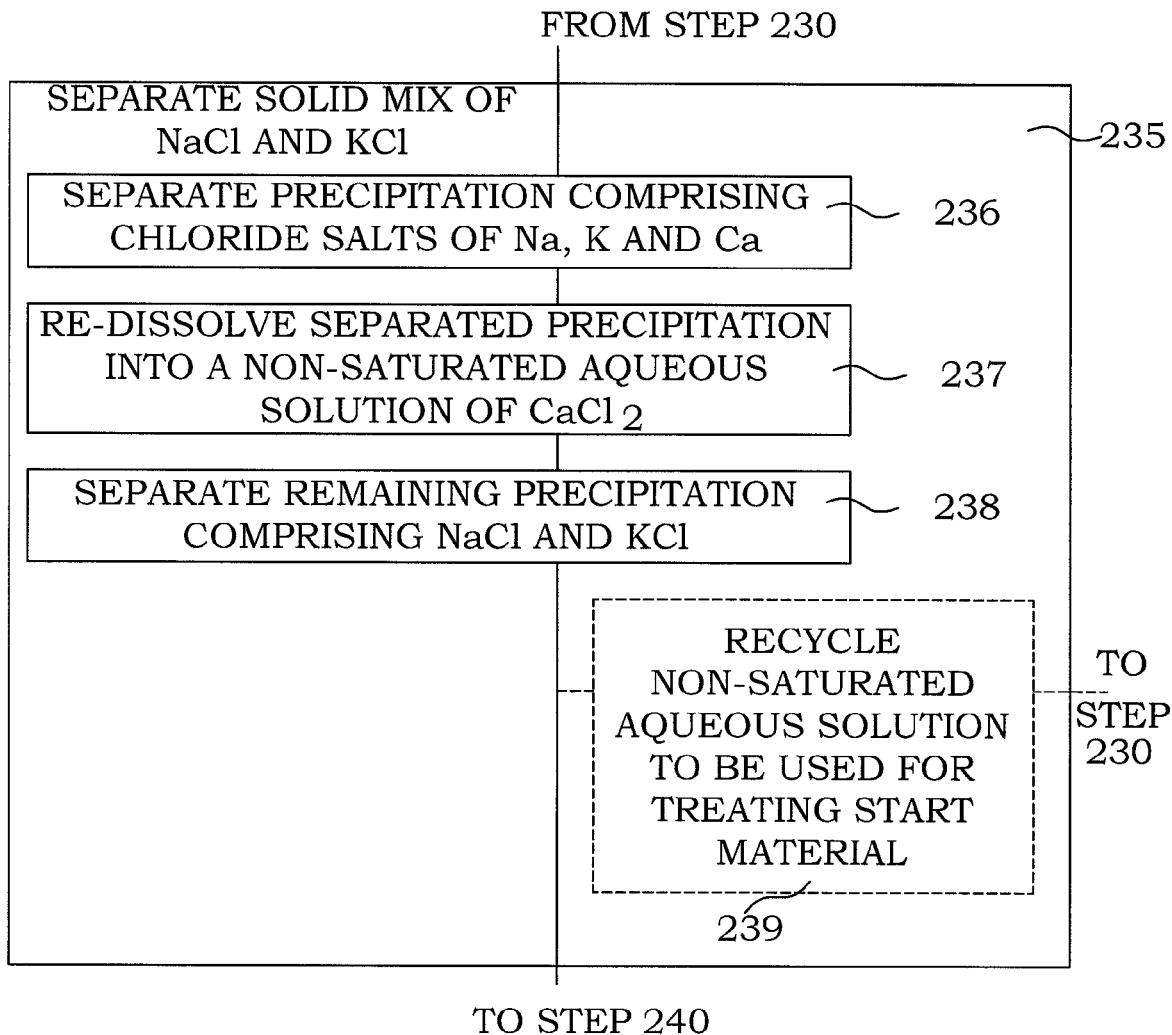 FROM STEP 230
SEPARATE SOLID MIX OF
NaCl AND KCl
235
SEPARATE PRECIPITATION COMPRISING
CHLORIDE SALTS OF Na, K AND Ca
236
RE-DISSOLVE SEPARATED PRECIPITATION
INTO A NON-SATURATED AQUEOUS
SOLUTION OF CaCl 2
237
SEPARATE REMAINING PRECIPITATION
COMPRISING NaCl AND KCl
238
RECYCLE
NON-SATURATED
AQUEOUS SOLUTION
TO BE USED FOR
TREATING START
MATERIAL
239
TO
STEP
230
TO STEP 240